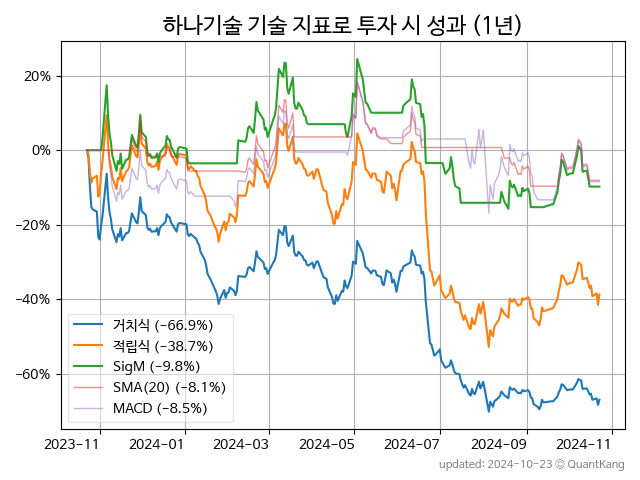 하나기술 기술 지표로 투자 시 성과 (1년)
20%
0%
−20%
−40%
−60%
거치식 (−66.9%)
적립식 (−38.7%)
SigM (−9.8%)
SMA(20) (−8.1%)
MACD (−8.5%)
2023-11 2024-01 2024-03 2024-05 2024-07 2024-09 2024-11
updated: 2024-10-23 © QuantKang